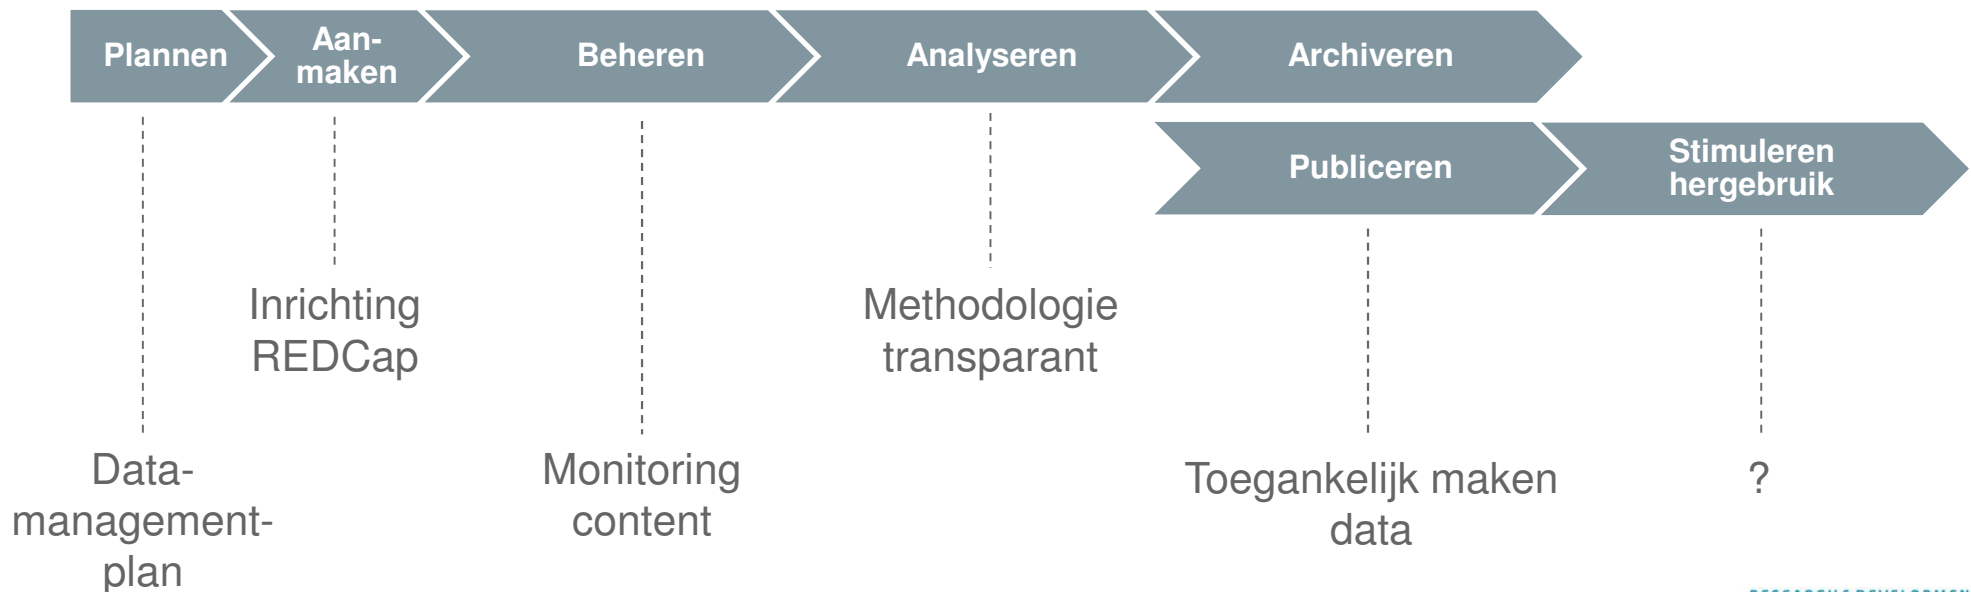 Plannen
Aan-
maken
Beheren
Analyseren
Archiveren
Publiceren
Stimuleren
hergebruik
Inrichting
REDCap
Methodologie
transparant
Data-
management-
plan
Monitoring
content
Toegankelijk maken
data
?